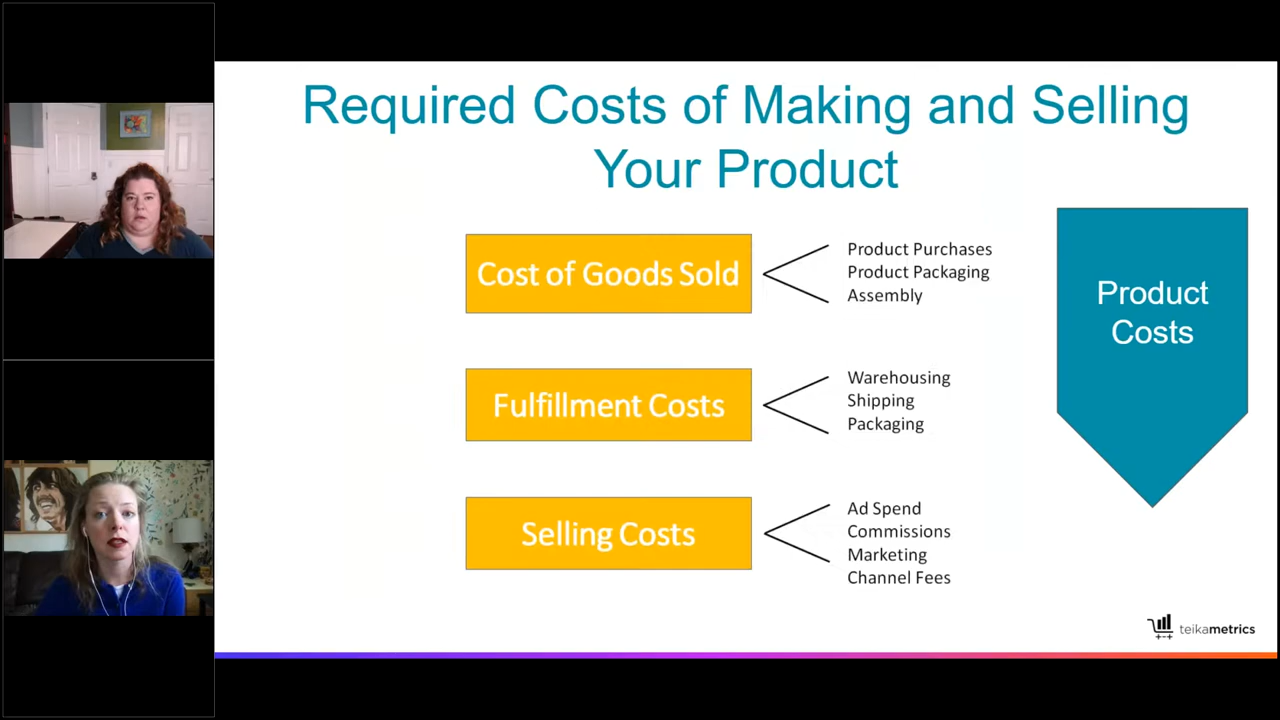 Required Costs of Making and Selling
Your Product
Cost of Goods Sold
Product Purchases
Product Packaging
Assembly
Product
Costs
Fulfillment Costs
Warehousing
Shipping
Packaging
Selling Costs
Ad Spend
Commissions
Marketing
Channel Fees
teikametrics